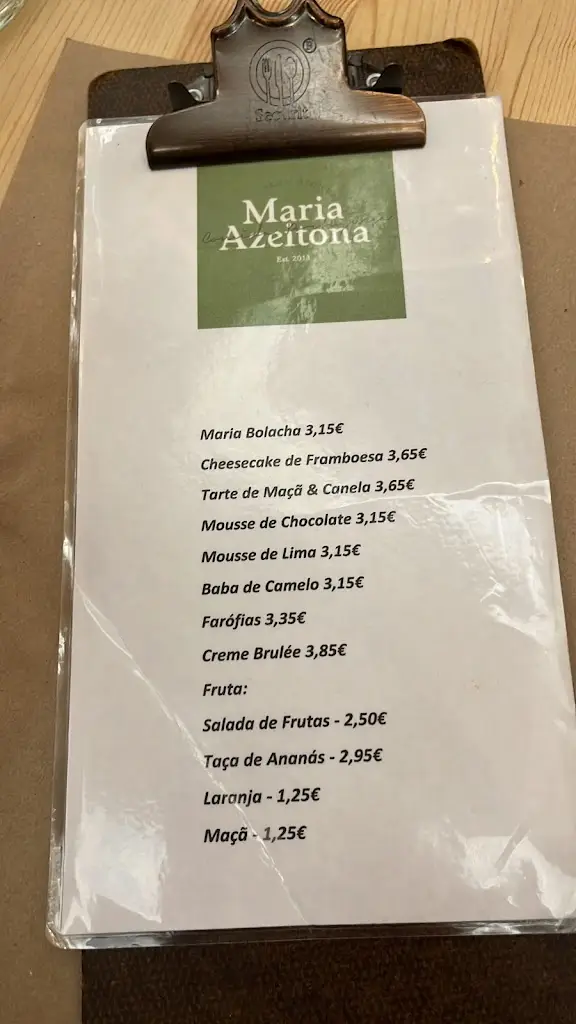 Maria
Azeitona
Est. 2013
Maria Bolacha 3,15€
Cheesecake de Framboesa 3,65€
Tarte de Maçã & Canela 3,65€
Mousse de Chocolate 3,15€
Mousse de Lima 3,15€
Baba de Camelo 3,15€
Farófias 3,35€
Creme Brulée 3,85€
Fruta:
Salada de Frutas - 2,50€
Taça de Ananás - 2,95€
Laranja - 1,25€
Maçã - 1,25€